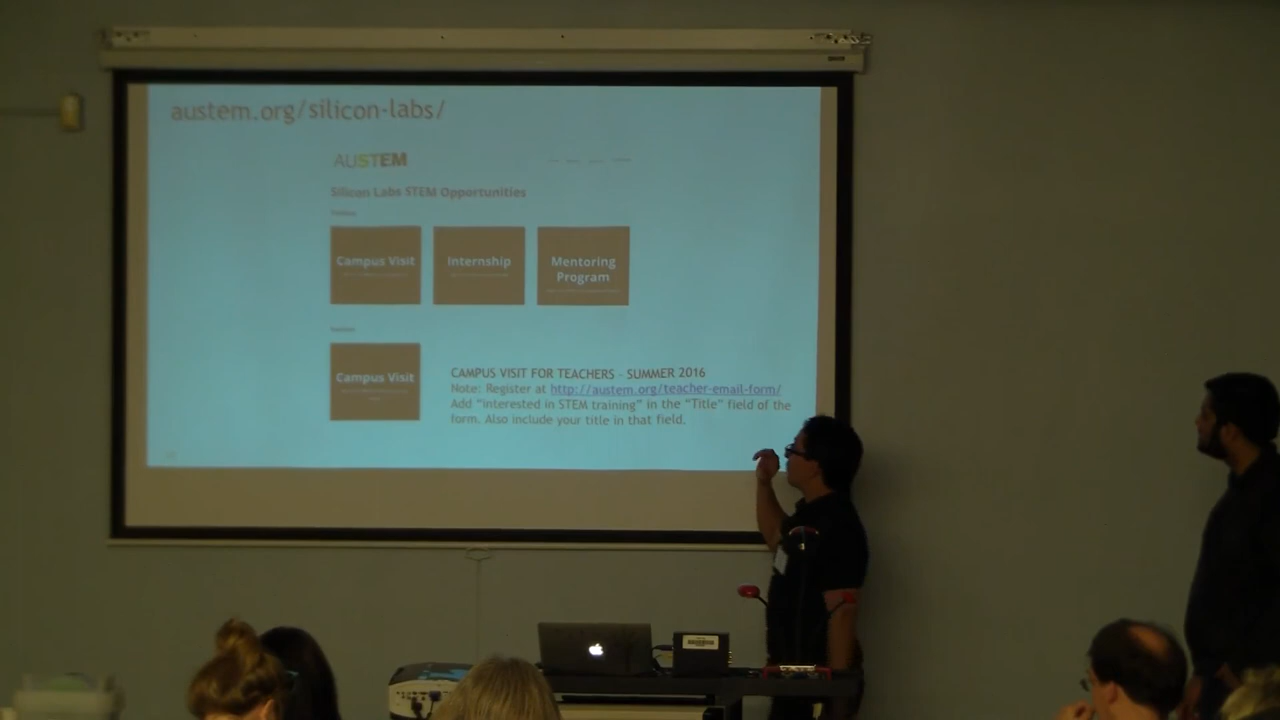 austem.org/silicon-labs/
AUSTEM
Silicon Labs STEM Opportunities
Campus Visit
Internship
Mentoring
Program
Campus Visit
CAMPUS VISIT FOR TEACHERS - SUMMER 2016
Note: Register at http://austem.org/teacher-email-form/
Add "interested in STEM training" in the "Title" field of the
form. Also include your title in that field.